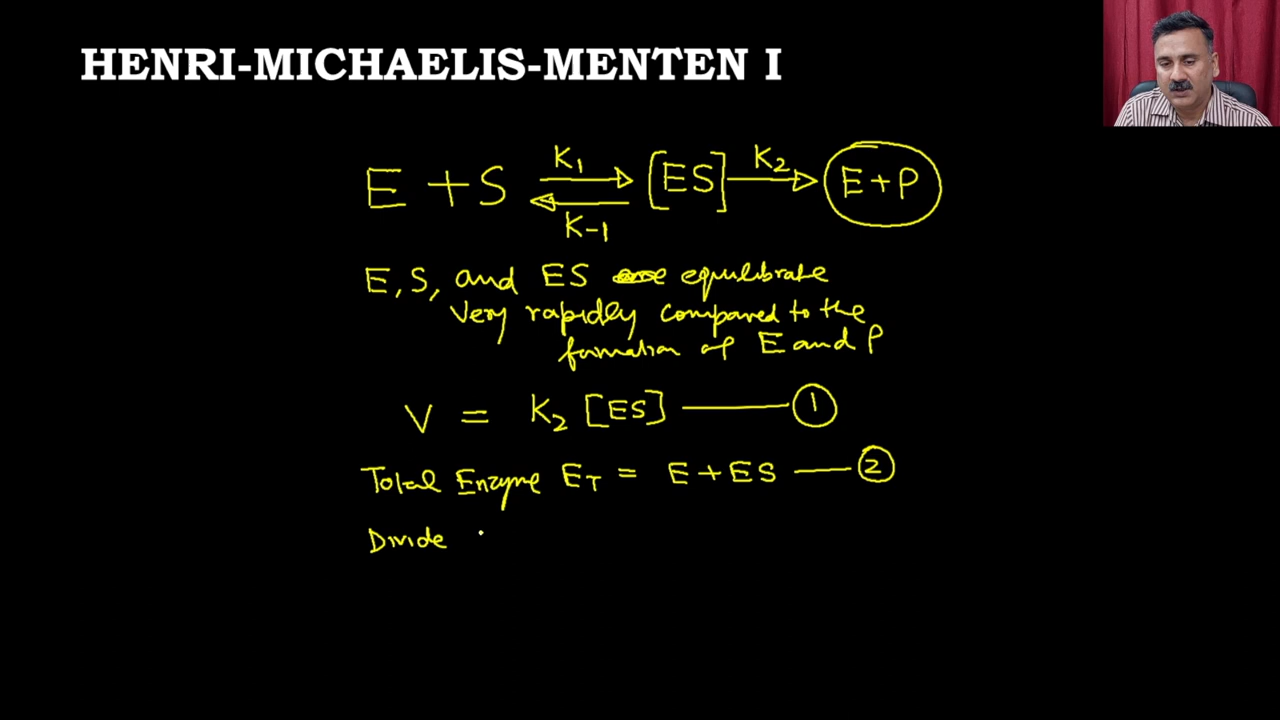 HENRI-MICHAELIS-MENTEN I
E + S K1 K-1 [ES] K2 E+P
E, S, and ES equilibrate
Very rapidly compared to the
formation of E and P
V = K2 [ES] 1
Total Enzyme ET = E + ES 2
Divide